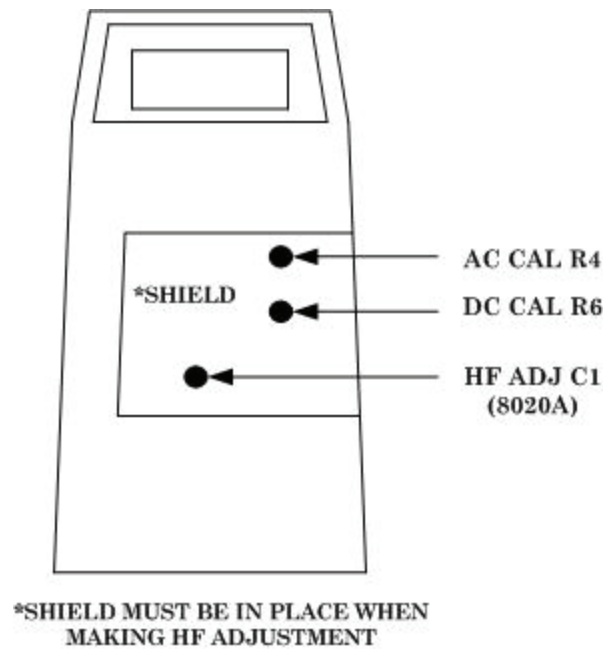 AC CAL R4
*SHIELD
DC CAL R6
HF ADJ C1
(8020A)
*SHIELD MUST BE IN PLACE WHEN
MAKING HF ADJUSTMENT